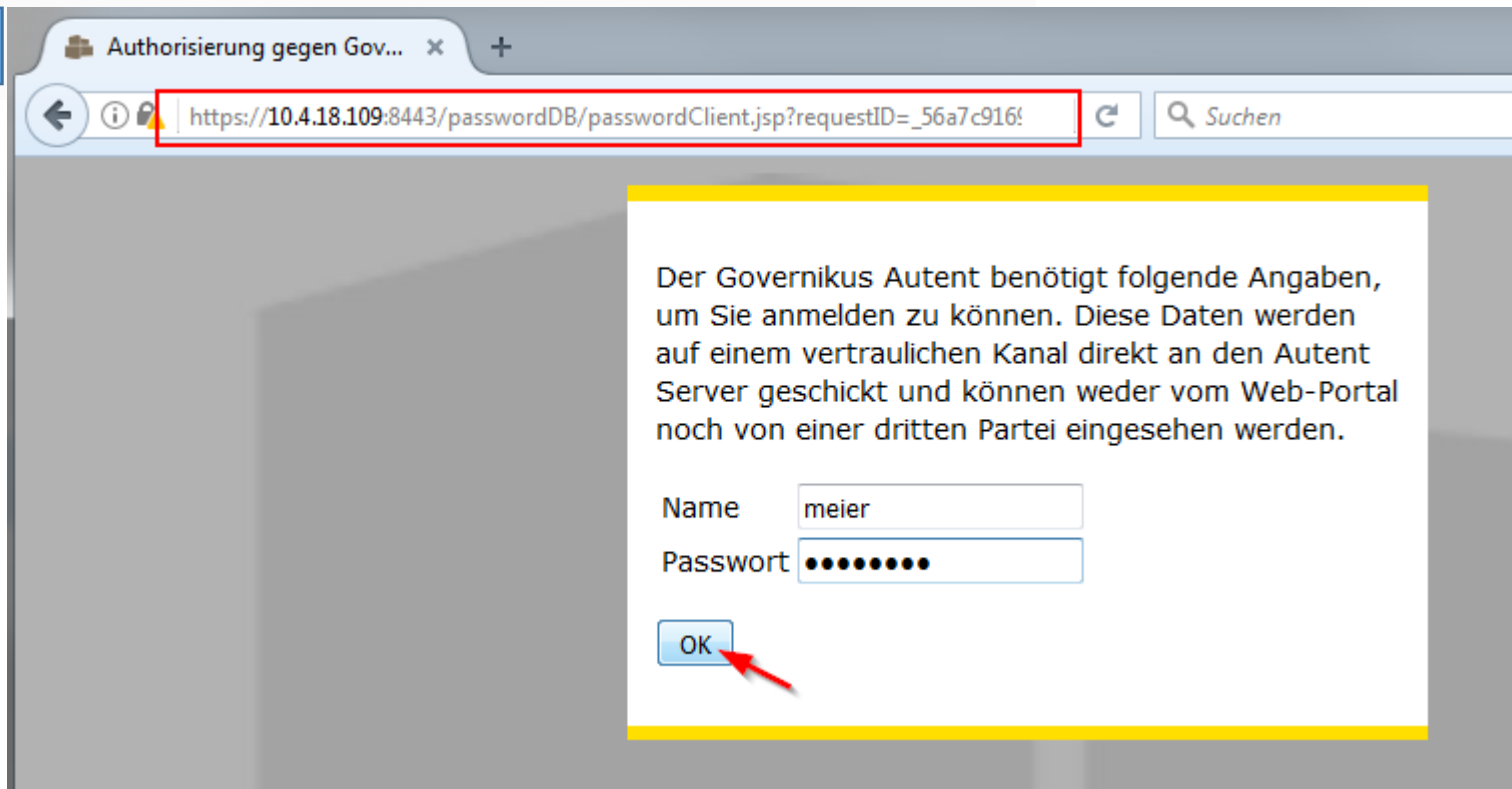 Authorisierung gegen Gov...
https://10.4.18.109:8443/passwordDB/passwordClient.jsp?requestID=_56a7c9169
Suchen
Der Governikus Autent benötigt folgende Angaben,
um Sie anmelden zu können. Diese Daten werden
auf einem vertraulichen Kanal direkt an den Autent
Server geschickt und können weder vom Web-Portal
noch von einer dritten Partei eingesehen werden.
Name meier
Passwort ••••••••
OK